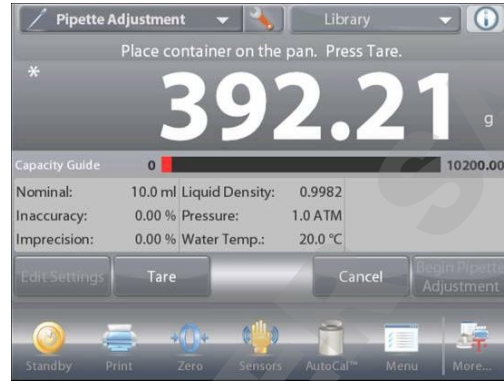 Pipette Adjustment Library
Place container on the pan. Press Tare.
* 392.21 g
Capacity Guide 0 10200.00
Nominal: 10.0 ml Liquid Density: 0.9982
Inaccuracy: 0.00 % Pressure: 1.0 ATM
Imprecision: 0.00 % Water Temp.: 20.0 °C
Edit Settings Tare Cancel Begin Pipette
Adjustment
Standby Print Zero Sensors AutoCal™ Menu More...